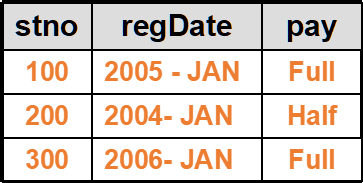 stno regDate pay
100 2005 - JAN Full
200 2004- JAN Half
300 2006- JAN Full